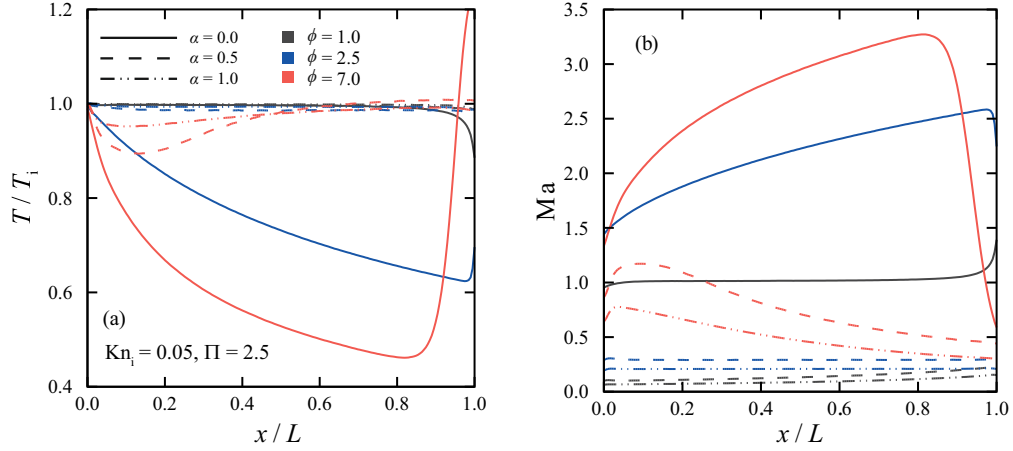 1.2
1.0
0.8
0.6
0.4
T / Tᵢ
α = 0.0
α = 0.5
α = 1.0
ϕ = 1.0
ϕ = 2.5
ϕ = 7.0
(a)
Knᵢ = 0.05, Π = 2.5
0.0 0.2 0.4 0.6 0.8 1.0
x / L
3.5
3.0
2.5
2.0
1.5
1.0
0.5
0.0
Ma
(b)
0.0 0.2 0.4 0.6 0.8 1.0
x / L